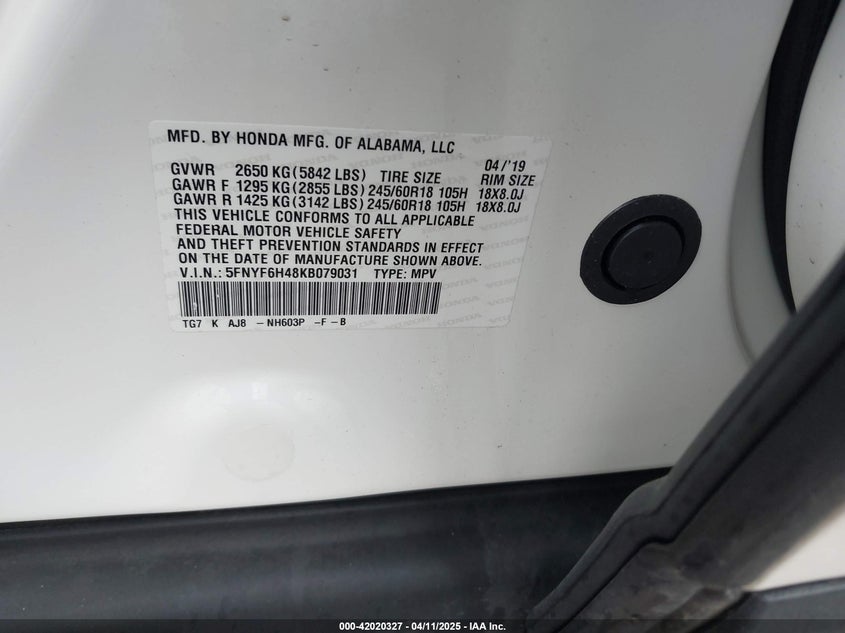 MFD. BY HONDA MFG. OF ALABAMA, LLC
04/'19
GVWR 2650 KG(5842 LBS) TIRE SIZE RIM SIZE
GAWR F 1295 KG(2855 LBS)245/60R18 105H 18X8.0J
GAWR R 1425 KG(3142 LBS)245/60R18 105H 18X8.0J
THIS VEHICLE CONFORMS TO ALL APPLICABLE
FEDERAL MOTOR VEHICLE SAFETY
AND THEFT PREVENTION STANDARDS IN EFFECT
ON THE DATE OF MANUFACTURE SHOWN ABOVE.
V.I.N.: 5FNYF6H48KB079031 TYPE: MPV
TG7 K AJ8 -NH603P -F-B
000-42020327 - 04/11/2025 - IAA Inc.